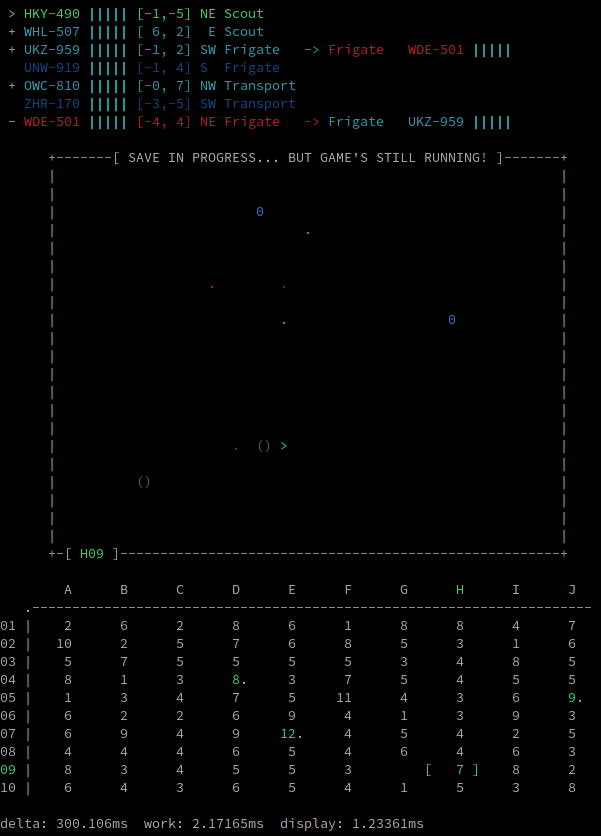 > HKY-490 ||||| [-1,-5] NE Scout
+ WHL-507 ||||| [ 6, 2]  E Scout
+ UKZ-959 ||||| [-1, 2] SW Frigate   -> Frigate   WDE-501 |||||
  UNW-919 ||||| [-1, 4] S  Frigate
+ OWC-810 ||||| [-0, 7] NW Transport
  ZHR-170 ||||| [-3,-5] SW Transport
- WDE-501 ||||| [-4, 4] NE Frigate   -> Frigate   UKZ-959 |||||
+-------[ SAVE IN PROGRESS... BUT GAME'S STILL RUNNING! ]-------+
0
.
. .
. 0
. () >
()
+-[ H09 ]-------------------------------------------------------+
A B C D E F G H I J
.----------------------------------------------------------------------
01 | 2 6 2 8 6 1 8 8 4 7
02 | 10 2 5 7 6 8 5 3 1 6
03 | 5 7 5 5 5 5 3 4 8 5
04 | 8 1 3 8. 3 7 5 4 5 5
05 | 1 3 4 7 5 11 4 3 6 9.
06 | 6 2 2 6 9 4 1 3 9 3
07 | 6 9 4 9 12. 4 5 4 2 5
08 | 4 4 4 6 5 4 6 4 6 3
09 | 8 3 4 5 5 3 [ 7 ] 8 2
10 | 6 4 3 6 5 4 1 5 3 8
delta: 300.106ms  work: 2.17165ms  display: 1.23361ms